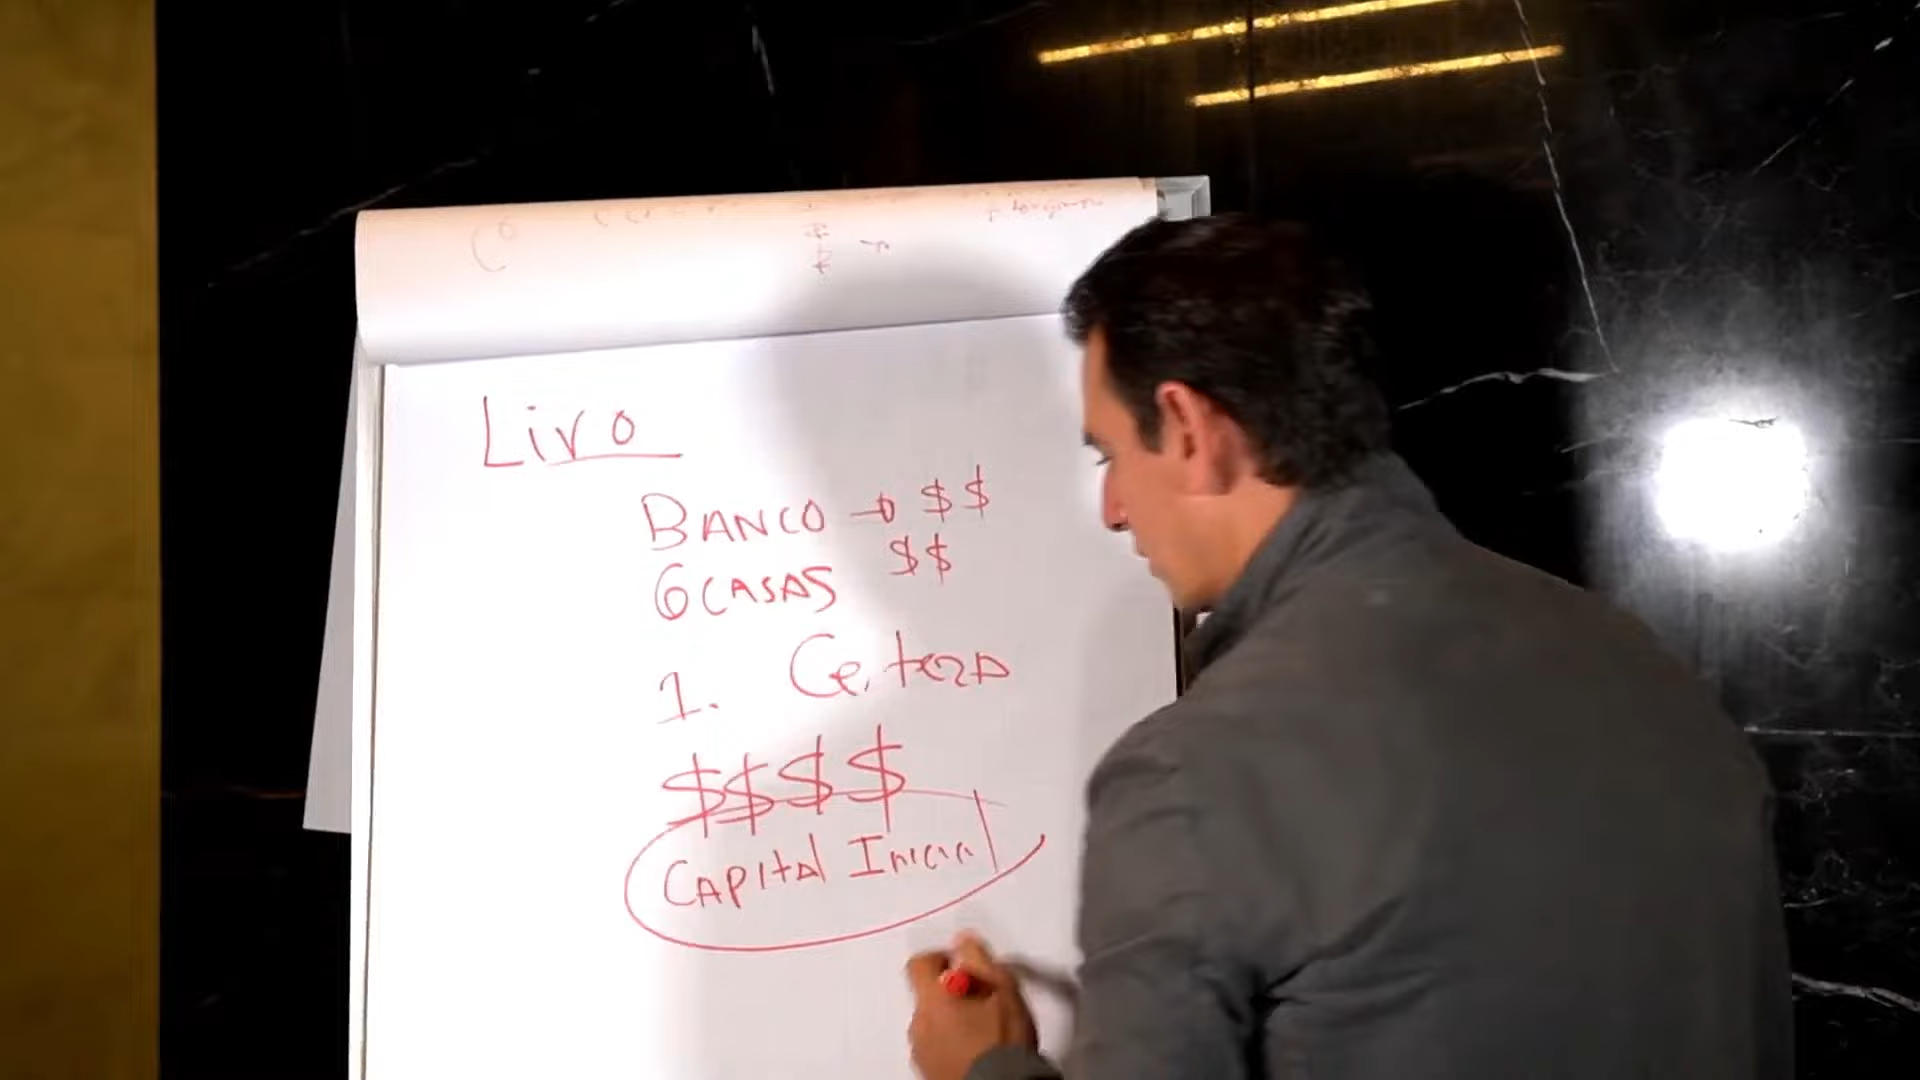 Livro
BANCO → $$
$$
6 CASAS
1. Certeza
$$$$
CAPITAL INICIAL